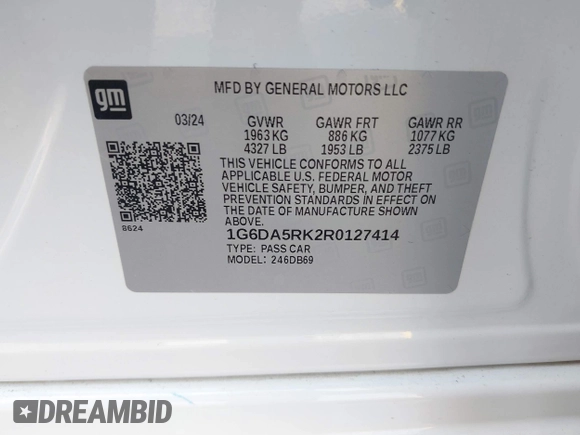 gm
MFD BY GENERAL MOTORS LLC
03/24 GVWR GAWR FRT GAWR RR
1963 KG 886 KG 1077 KG
4327 LB 1953 LB 2375 LB
THIS VEHICLE CONFORMS TO ALL
APPLICABLE U.S. FEDERAL MOTOR
VEHICLE SAFETY, BUMPER, AND THEFT
PREVENTION STANDARDS IN EFFECT ON
THE DATE OF MANUFACTURE SHOWN
ABOVE.
8624
1G6DA5RK2R0127414
TYPE: PASS CAR
MODEL: 246DB69
DREAMBID